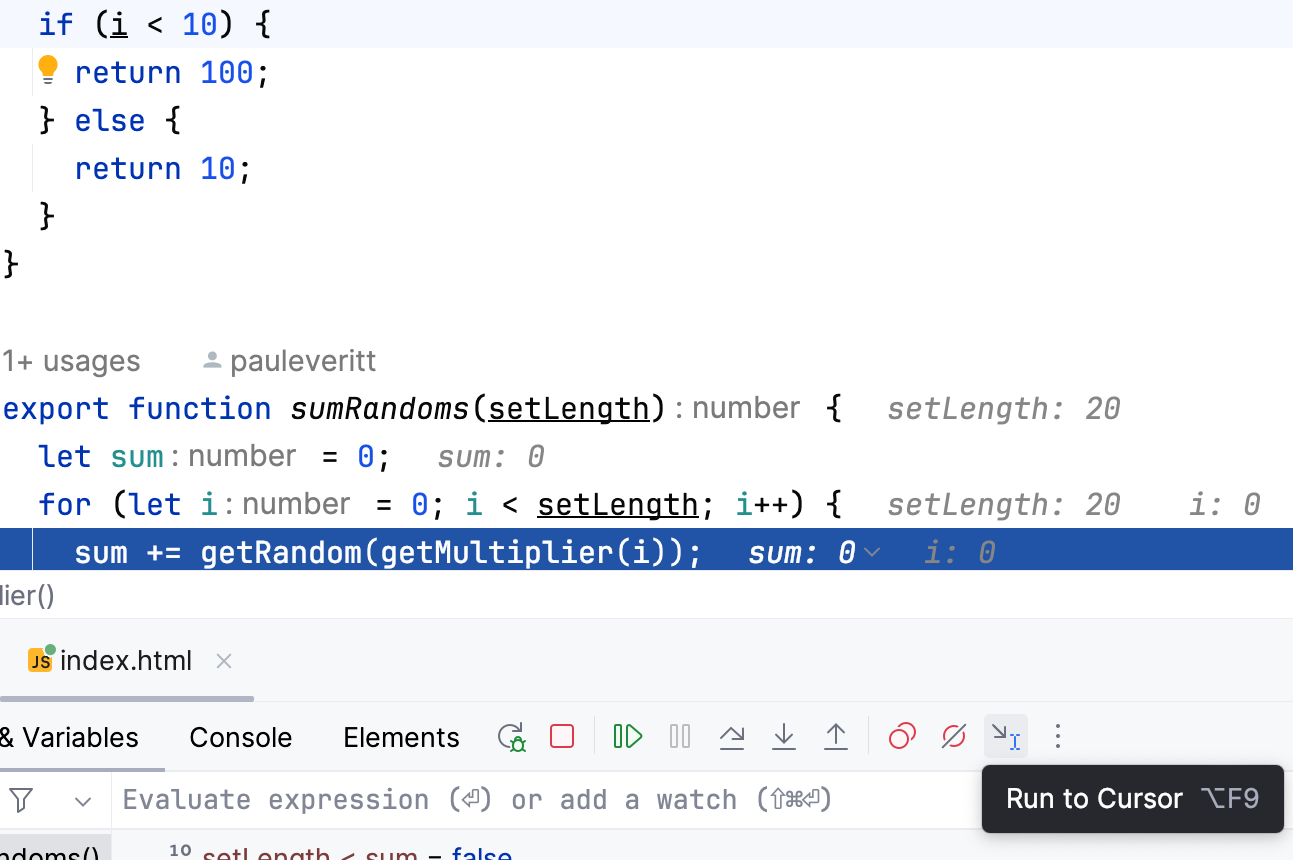 if (i < 10) {
return 100;
} else {
return 10;
}
}
1+ usages pauleveritt
export function sumRandoms(setLength) : number { setLength: 20
let sum : number = 0; sum: 0
for (let i : number = 0; i < setLength; i++) { setLength: 20 i: 0
sum += getRandom(getMultiplier(i)); sum: 0 i: 0
lier()
JS index.html
& Variables Console Elements
Evaluate expression (⏎) or add a watch (⇧⌘⏎)
Run to Cursor ⌥F9
ndoms() 10 setLength < sum = false